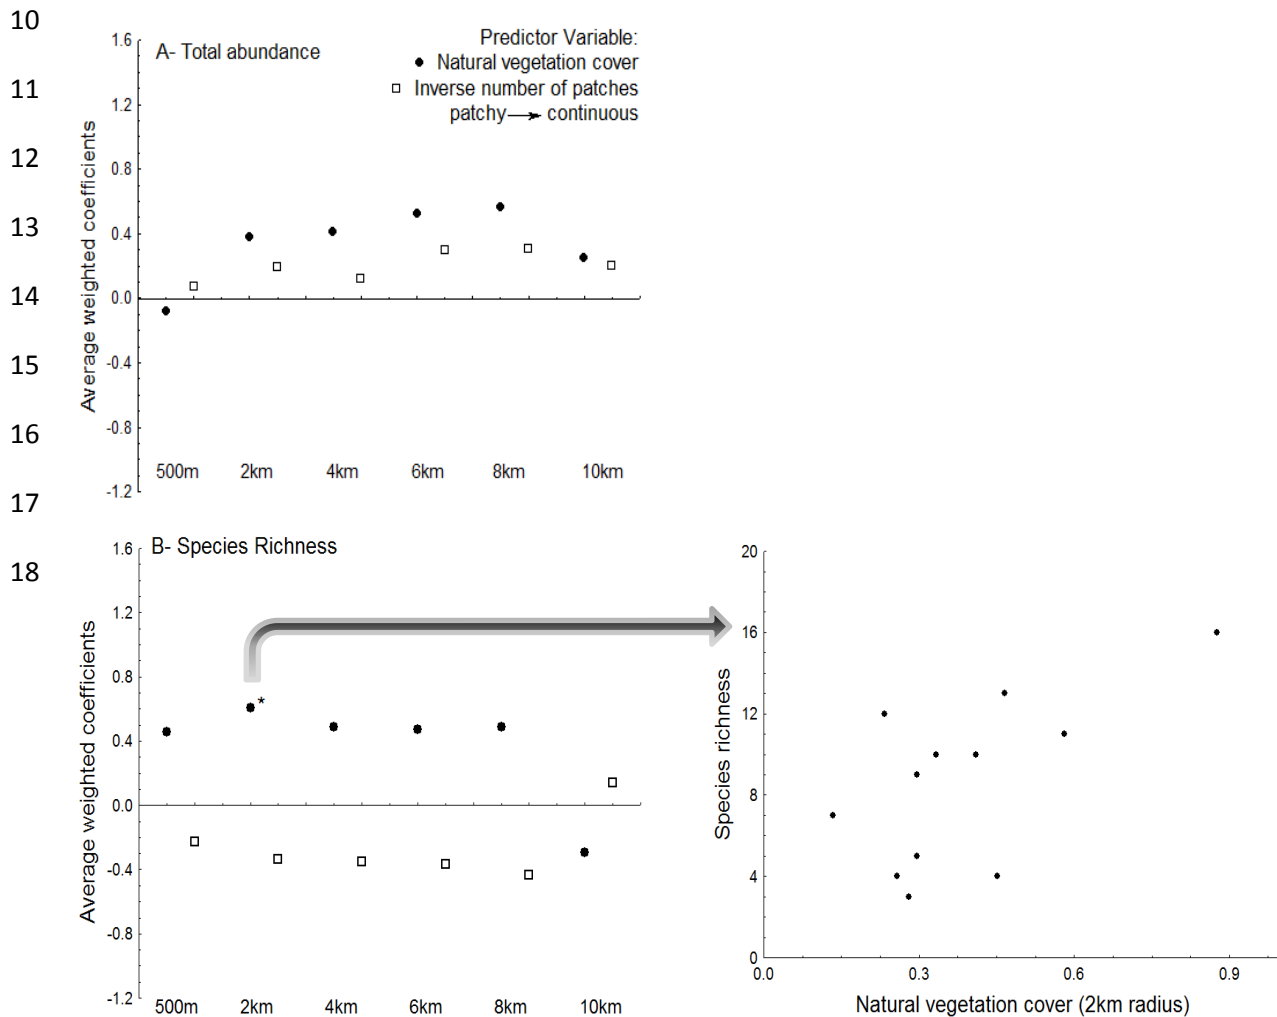 10
11
12
13
14
15
16
17
18
A- Total abundance
Predictor Variable:
Natural vegetation cover
Inverse number of patches
patchy continuous
Average weighted coefficients
1.6
1.2
0.8
0.4
0.0
-0.4
-0.8
-1.2
500m 2km 4km 6km 8km 10km
B- Species Richness
Average weighted coefficients
1.6
1.2
0.8
0.4
0.0
-0.4
-0.8
-1.2
*
500m 2km 4km 6km 8km 10km
Species richness
20
16
12
8
4
0
0.0 0.3 0.6 0.9
Natural vegetation cover (2km radius)